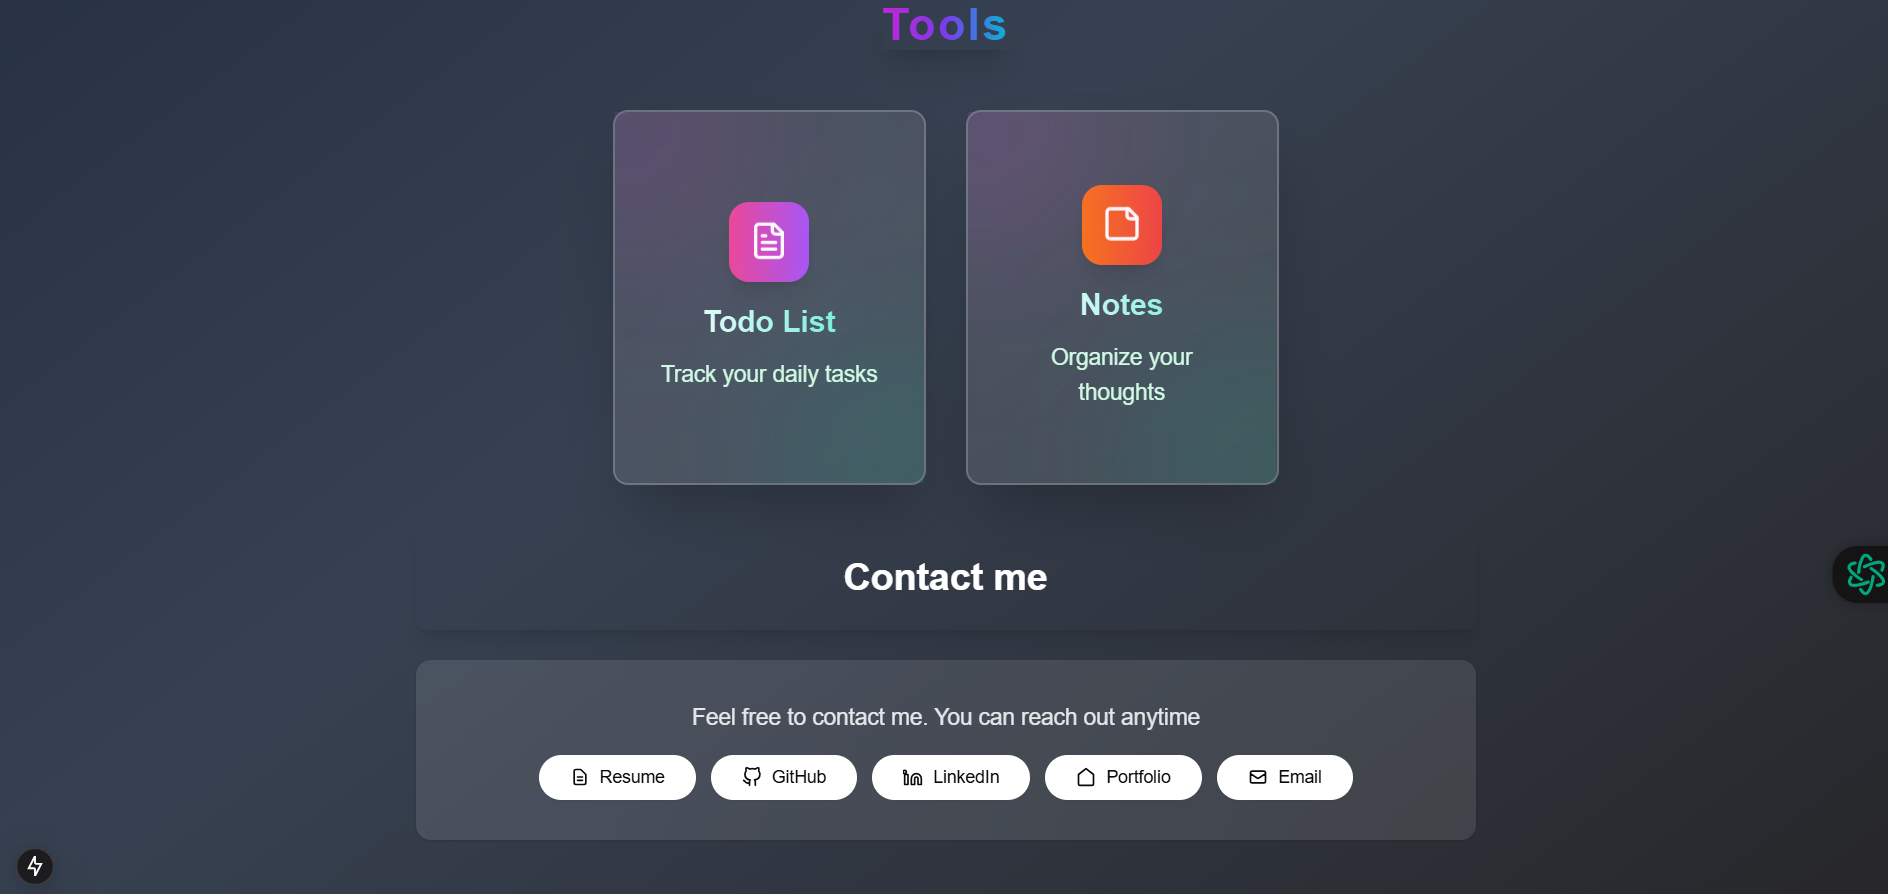 Tools
Todo List
Track your daily tasks
Notes
Organize your
thoughts
Contact me
Feel free to contact me. You can reach out anytime
Resume
GitHub
LinkedIn
Portfolio
Email